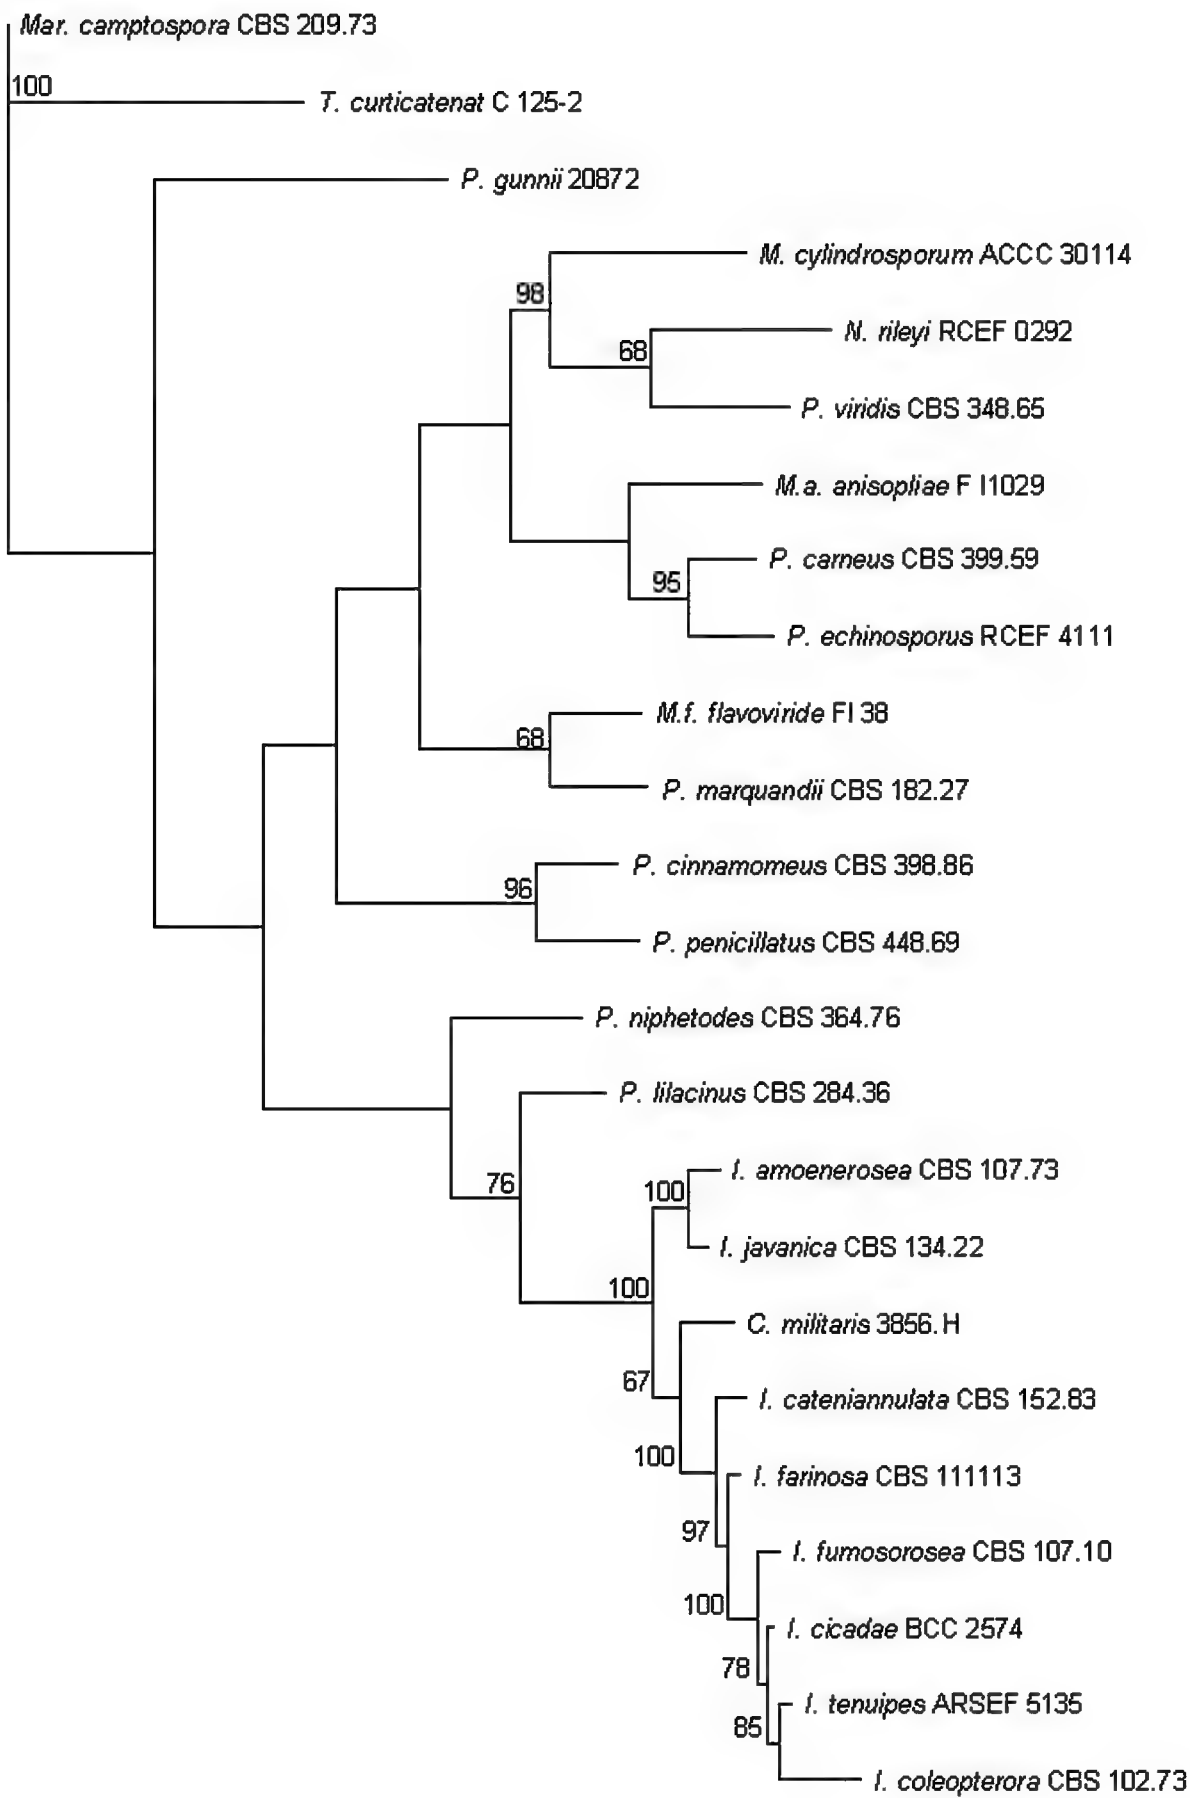 Mar. camptospora CBS 209.73
100
T. curticatenat C 125-2
P. gunnii 20872
M. cylindrosporum ACCC 30114
98
N. rileyi RCEF 0292
68
P. viridis CBS 348.65
M.a. anisopliae F I1029
P. carneus CBS 399.59
95
P. echinosporus RCEF 4111
M.f. flavoviride FI 38
68
P. marquandii CBS 182.27
P. cinnamomeus CBS 398.86
96
P. penicillatus CBS 448.69
P. niphetodes CBS 364.76
P. lilacinus CBS 284.36
I. amoenerosea CBS 107.73
76
100
I. javanica CBS 134.22
100
C. militaris 3856.H
67
I. cateniannulata CBS 152.83
100
I. farinosa CBS 111113
97
I. fumosorosea CBS 107.10
100
I. cicadae BCC 2574
78
I. tenuipes ARSEF 5135
85
I. coleopterora CBS 102.73